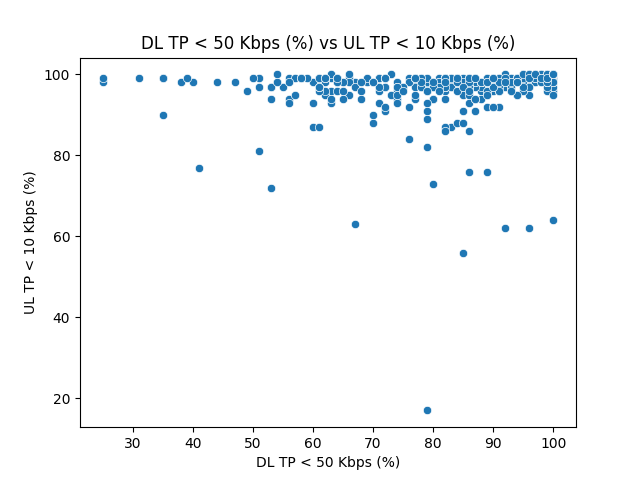 DL TP < 50 Kbps (%) vs UL TP < 10 Kbps (%)
100
80
60
40
20
UL TP < 10 Kbps (%)
30 40 50 60 70 80 90 100
DL TP < 50 Kbps (%)